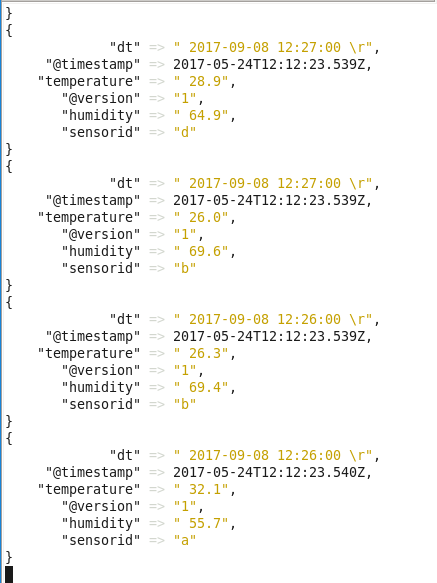 }
{
"dt" => " 2017-09-08 12:27:00 \r",
"@timestamp" => 2017-05-24T12:12:23.539Z,
"temperature" => " 28.9",
"@version" => "1",
"humidity" => " 64.9",
"sensorid" => "d"
}
{
"dt" => " 2017-09-08 12:27:00 \r",
"@timestamp" => 2017-05-24T12:12:23.539Z,
"temperature" => " 26.0",
"@version" => "1",
"humidity" => " 69.6",
"sensorid" => "b"
}
{
"dt" => " 2017-09-08 12:26:00 \r",
"@timestamp" => 2017-05-24T12:12:23.539Z,
"temperature" => " 26.3",
"@version" => "1",
"humidity" => " 69.4",
"sensorid" => "b"
}
{
"dt" => " 2017-09-08 12:26:00 \r",
"@timestamp" => 2017-05-24T12:12:23.540Z,
"temperature" => " 32.1",
"@version" => "1",
"humidity" => " 55.7",
"sensorid" => "a"
}